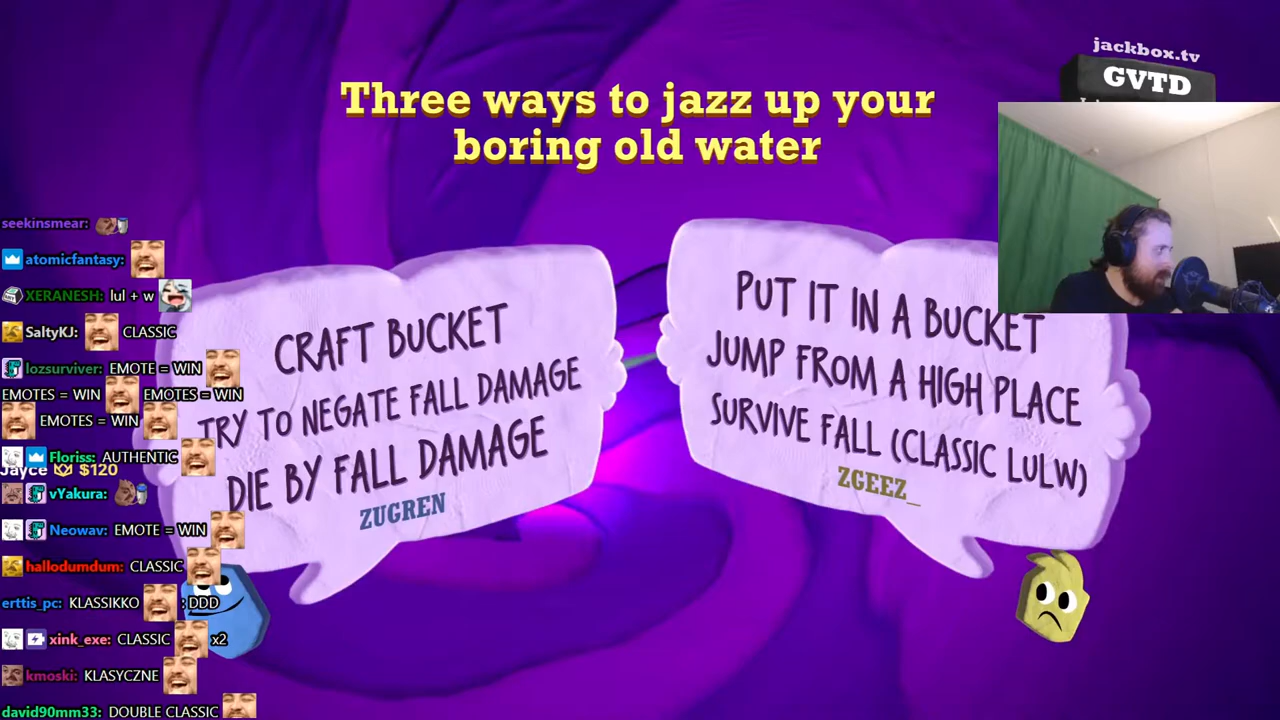 jackbox.tv
GVTD
Three ways to jazz up your
boring old water
CRAFT BUCKET
TRY TO NEGATE FALL DAMAGE
DIE BY FALL DAMAGE
ZUGREN
PUT IT IN A BUCKET
JUMP FROM A HIGH PLACE
SURVIVE FALL (CLASSIC LULW)
ZGEEZ_
seekinsmear:
atomicfantasy:
XERANESH: lul + w
SaltyKJ: CLASSIC
lozsurviver: EMOTE = WIN
EMOTES = WIN EMOTES = WIN
EMOTES = WIN
Floriss: AUTHENTIC
Jayce $120
vYakura:
Neowav: EMOTE = WIN
hallodumdum: CLASSIC
erttis_pc: KLASSIKKO :DDD
xink_exe: CLASSIC x2
kmoski: KLASYCZNE
david90mm33: DOUBLE CLASSIC